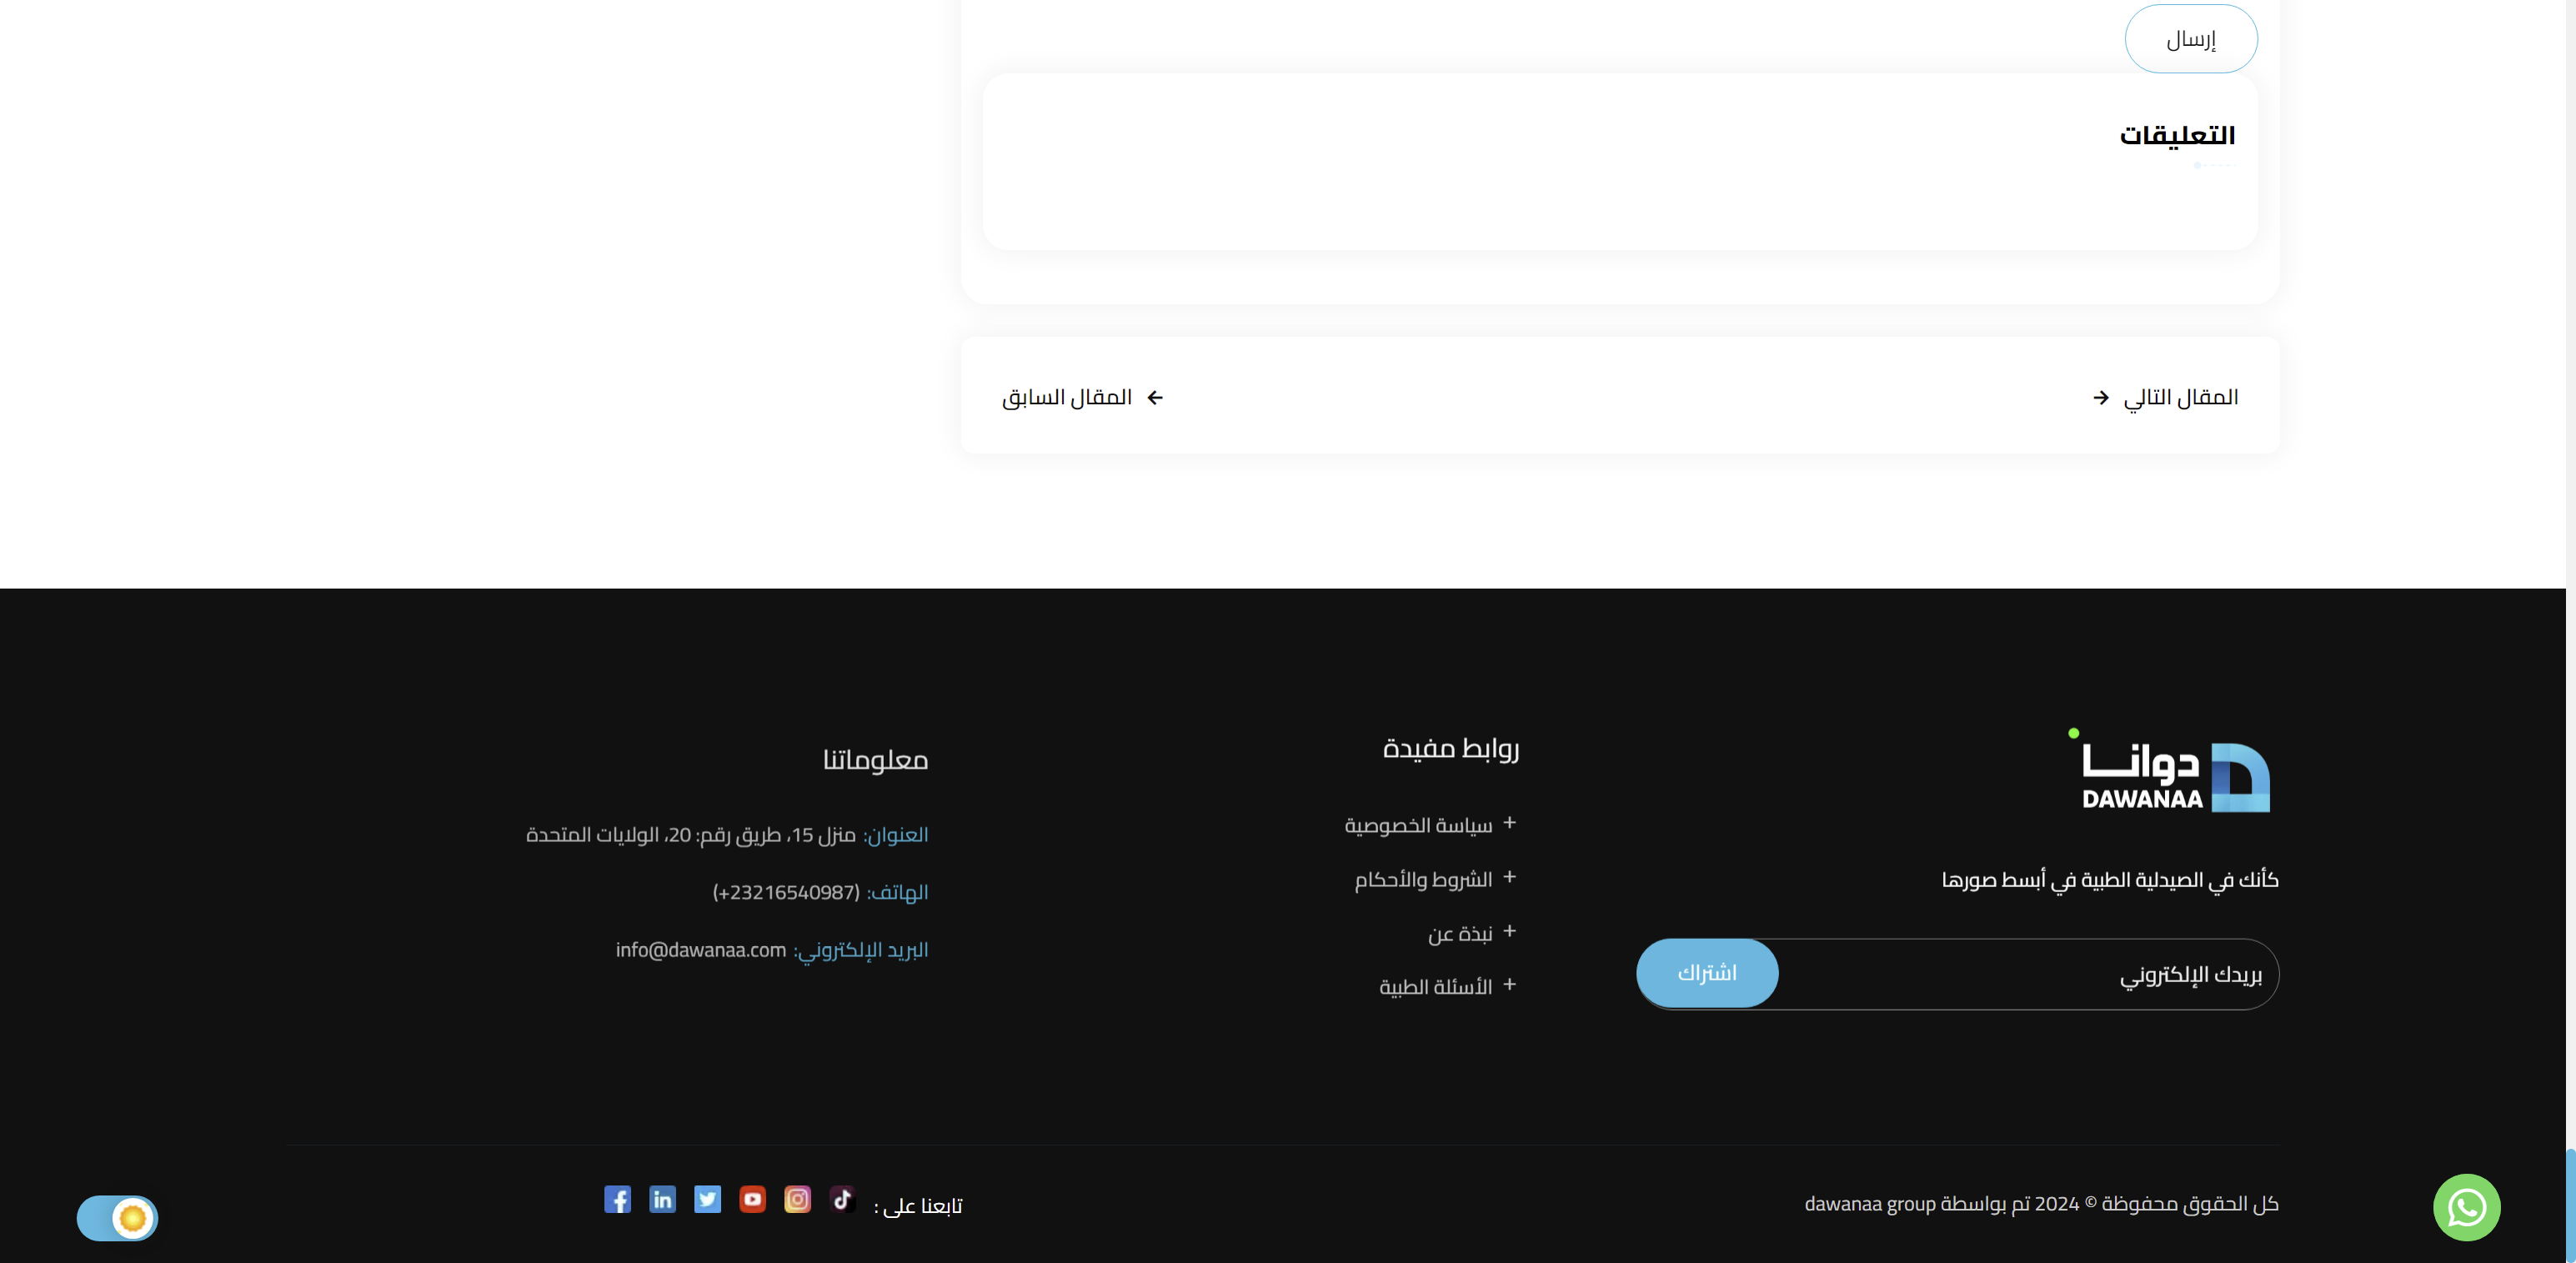 إرسال
التعليقات
المقال التالي
المقال السابق
دوانا
DAWANAA
كأنك في الصيدلية الطبية في أبسط صورها
بريدك الإلكتروني
اشتراك
روابط مفيدة
+ سياسة الخصوصية
+ الشروط والأحكام
+ نبذة عن
+ الأسئلة الطبية
معلوماتنا
العنوان: منزل 15، طريق رقم: 20، الولايات المتحدة
الهاتف: (23216540987+)
البريد الإلكتروني: info@dawanaa.com
كل الحقوق محفوظة © 2024 تم بواسطة dawanaa group
تابعنا على :